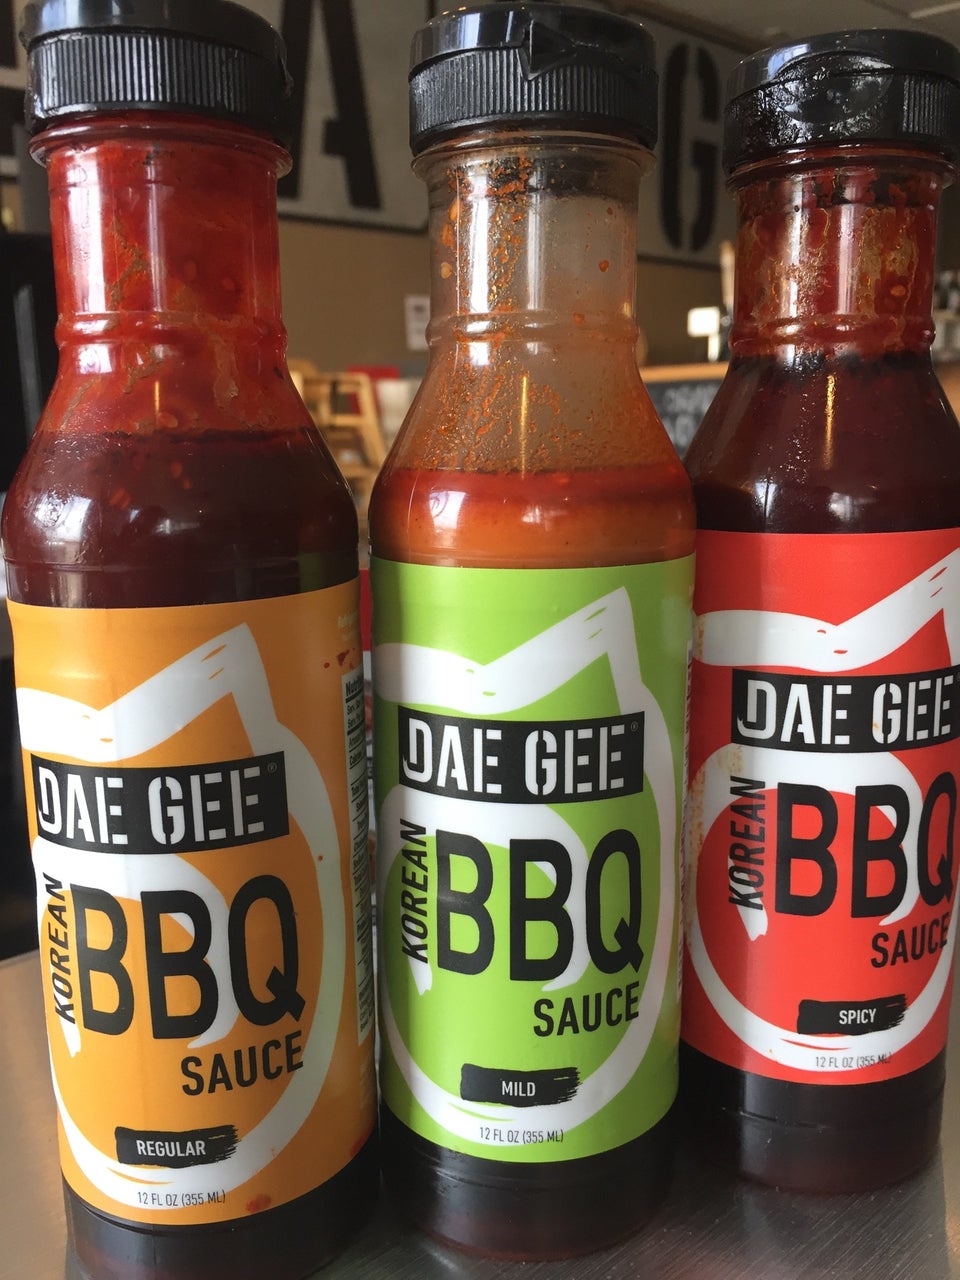 A
G
DAE GEE®
KOREAN
BBQ
SAUCE
REGULAR
12 FL OZ (355 ML)
DAE GEE®
KOREAN
BBQ
SAUCE
MILD
12 FL OZ (355 ML)
DAE GEE
KOREAN
BBQ
SAUCE
SPICY
12 FL OZ (355 ML)